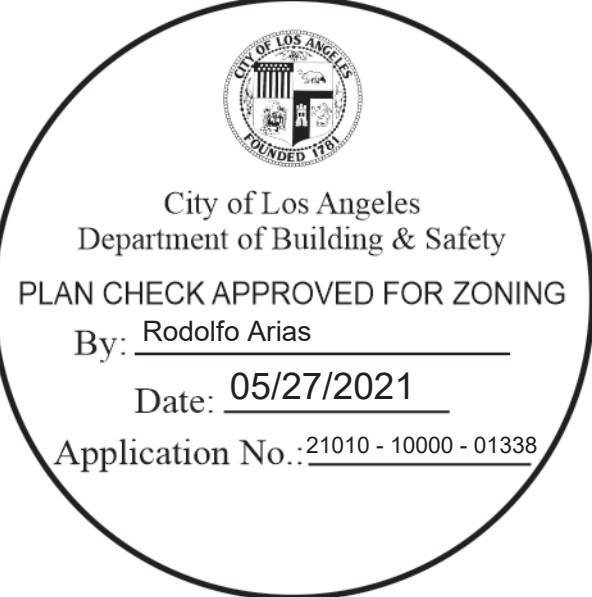 CITY OF LOS ANGELES
FOUNDED 1781
City of Los Angeles
Department of Building & Safety
PLAN CHECK APPROVED FOR ZONING
By: Rodolfo Arias
Date: 05/27/2021
Application No.: 21010 - 10000 - 01338